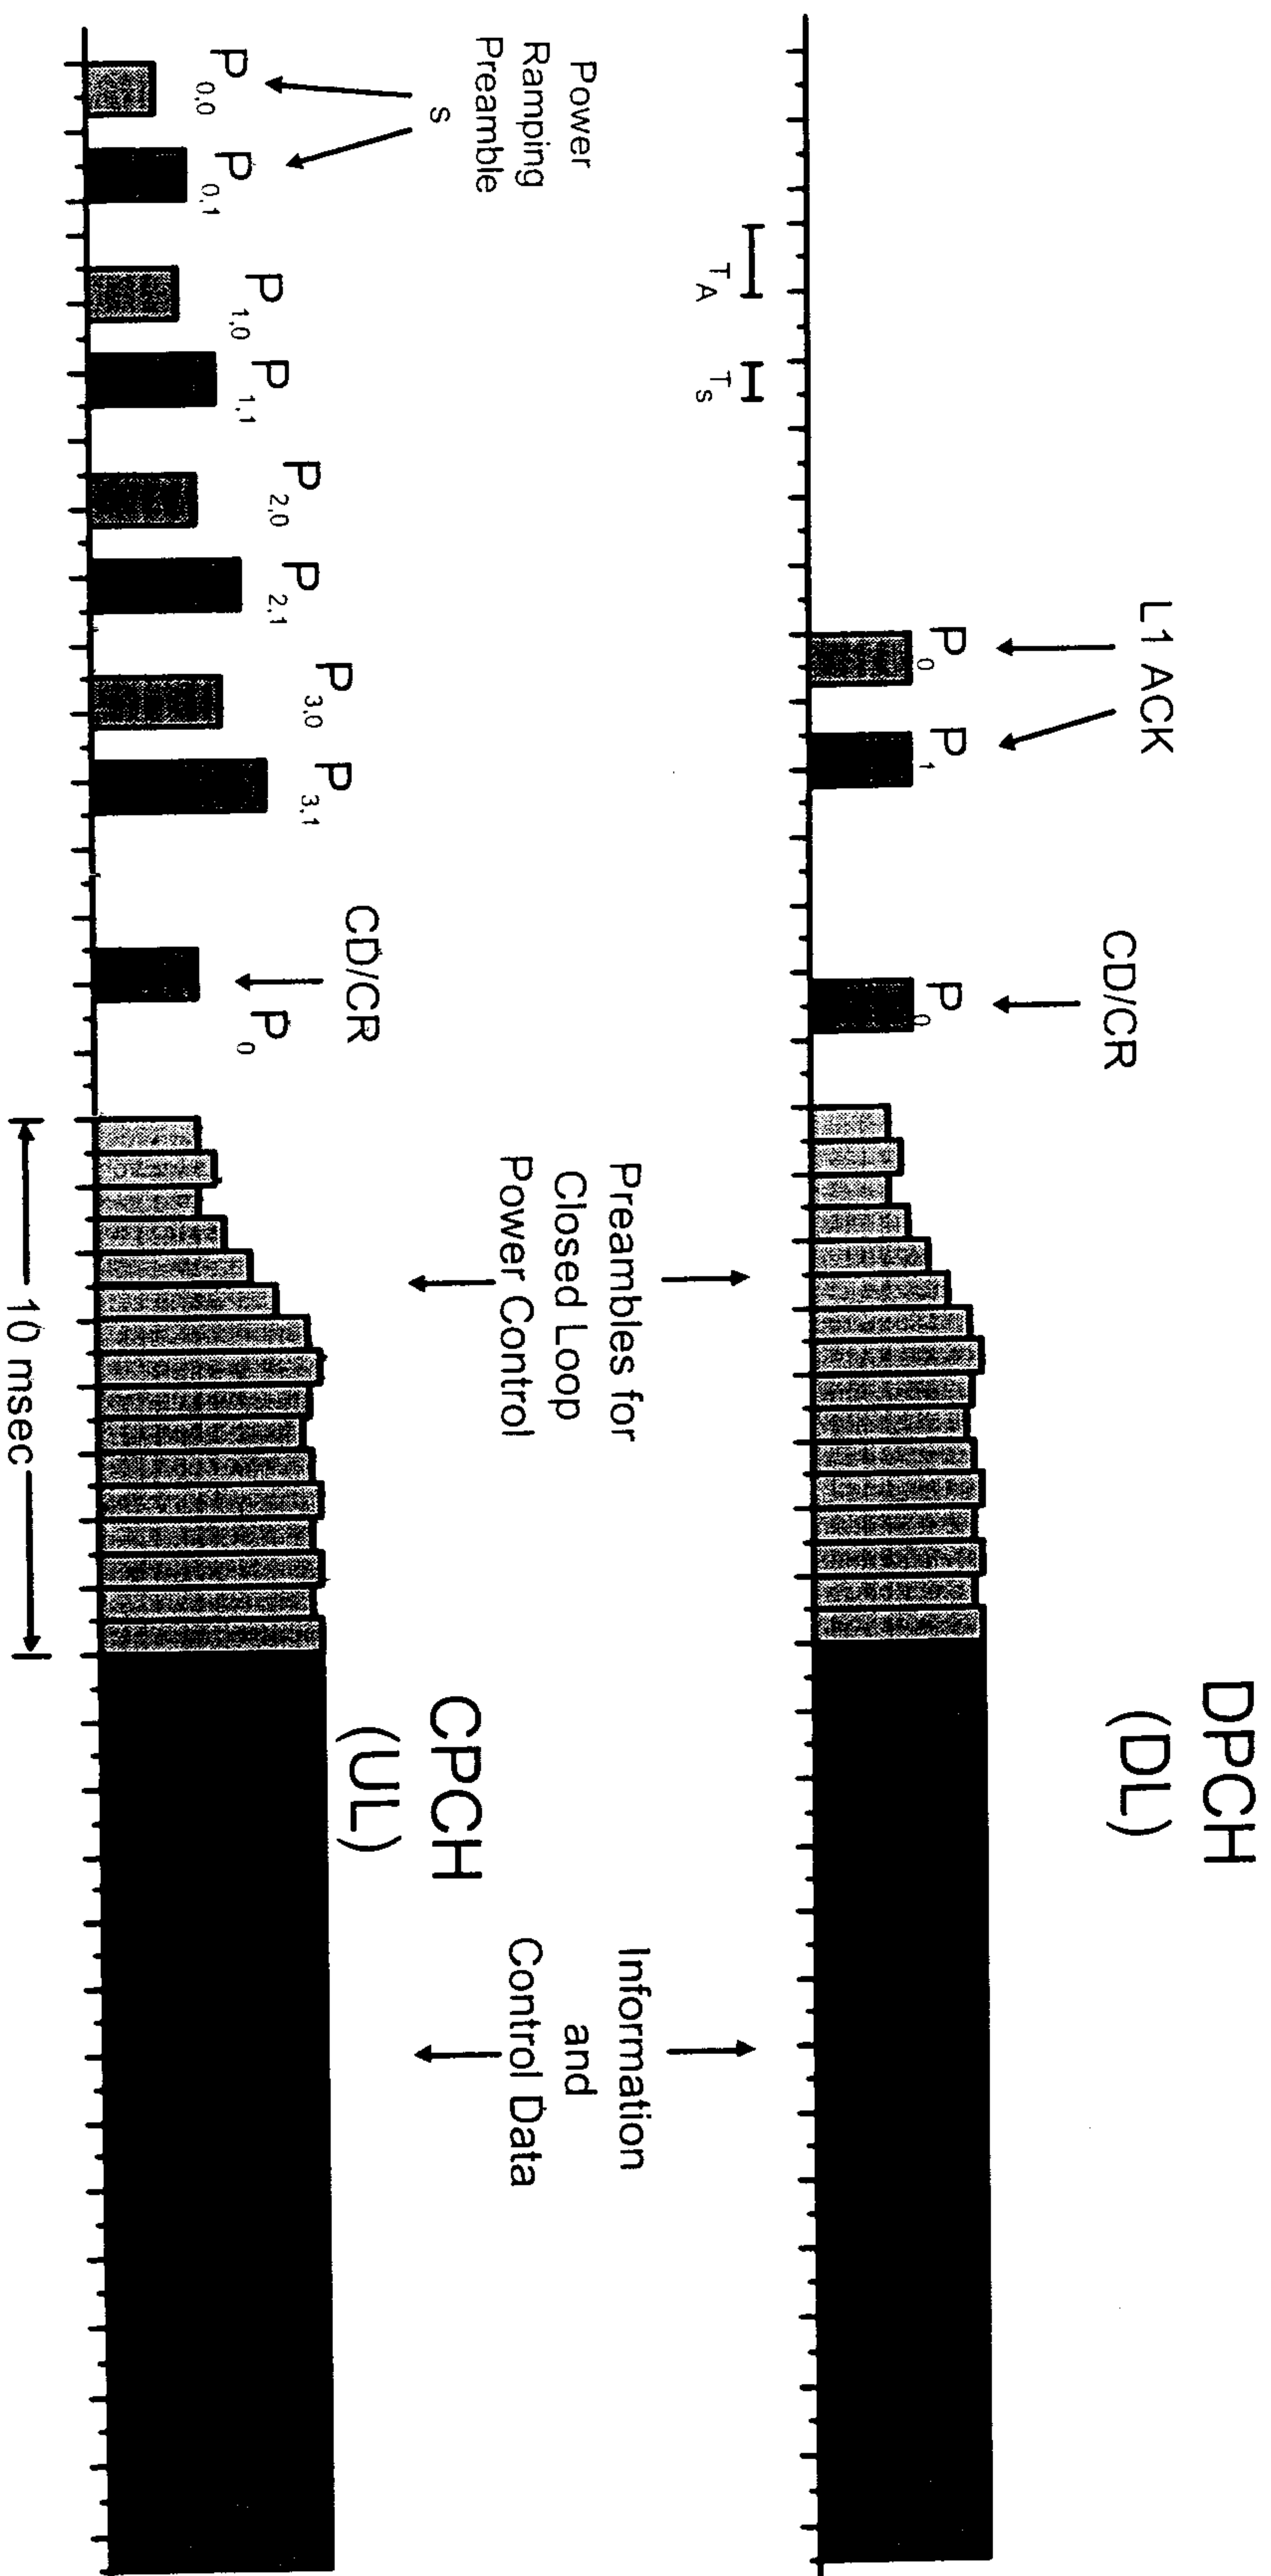 DPCH
(DL)
L1 ACK
CD/CR
P0
P1
P0
TA
TS
Power
Ramping
Preamble
s
Preambles for
Closed Loop
Power Control
Information
and
Control Data
CPCH
(UL)
CD/CR
P0,0
P0,1
P1,0
P1,1
P2,0
P2,1
P3,0
P3,1
P0
10 msec